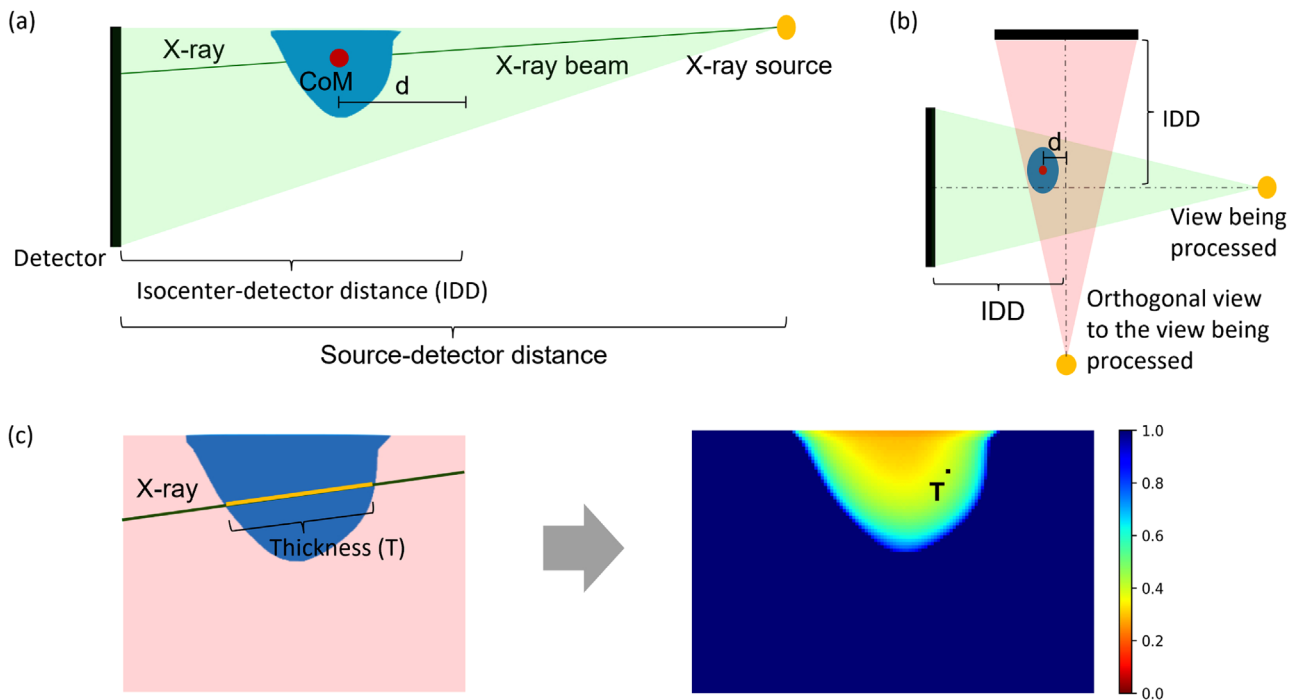 (a)
X-ray
CoM
d
X-ray beam
X-ray source
Detector
Isocenter-detector distance (IDD)
Source-detector distance
(b)
IDD
d
View being
processed
IDD
Orthogonal view
to the view being
processed
(c)
X-ray
Thickness (T)
T
1.0
0.8
0.6
0.4
0.2
0.0